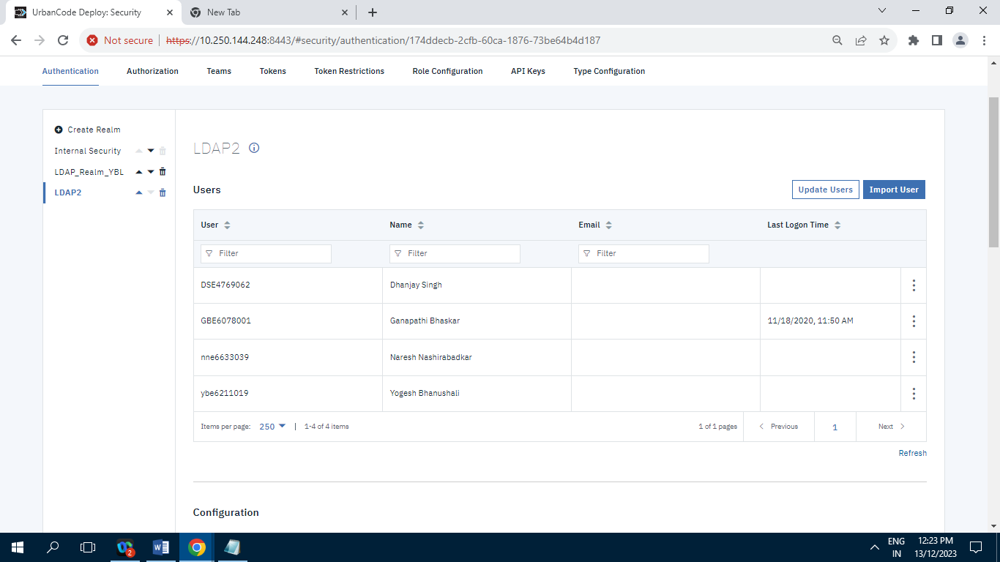 UrbanCode Deploy: Security
New Tab
Not secure https://10.250.144.248:8443/#security/authentication/174ddecb-2cfb-60ca-1876-73be64b4d187
Authentication Authorization Teams Tokens Token Restrictions Role Configuration API Keys Type Configuration
Create Realm
Internal Security
LDAP_Realm_YBL
LDAP2
LDAP2
Users Update Users Import User
User Name Email Last Logon Time
Filter Filter Filter
DSE4769062 Dhanjay Singh
GBE6078001 Ganapathi Bhaskar 11/18/2020, 11:50 AM
nne6633039 Naresh Nashirabadkar
ybe6211019 Yogesh Bhanushali
Items per page: 250 | 1-4 of 4 items 1 of 1 pages Previous 1 Next
Refresh
Configuration
2
W
ENG
IN
12:23 PM
13/12/2023